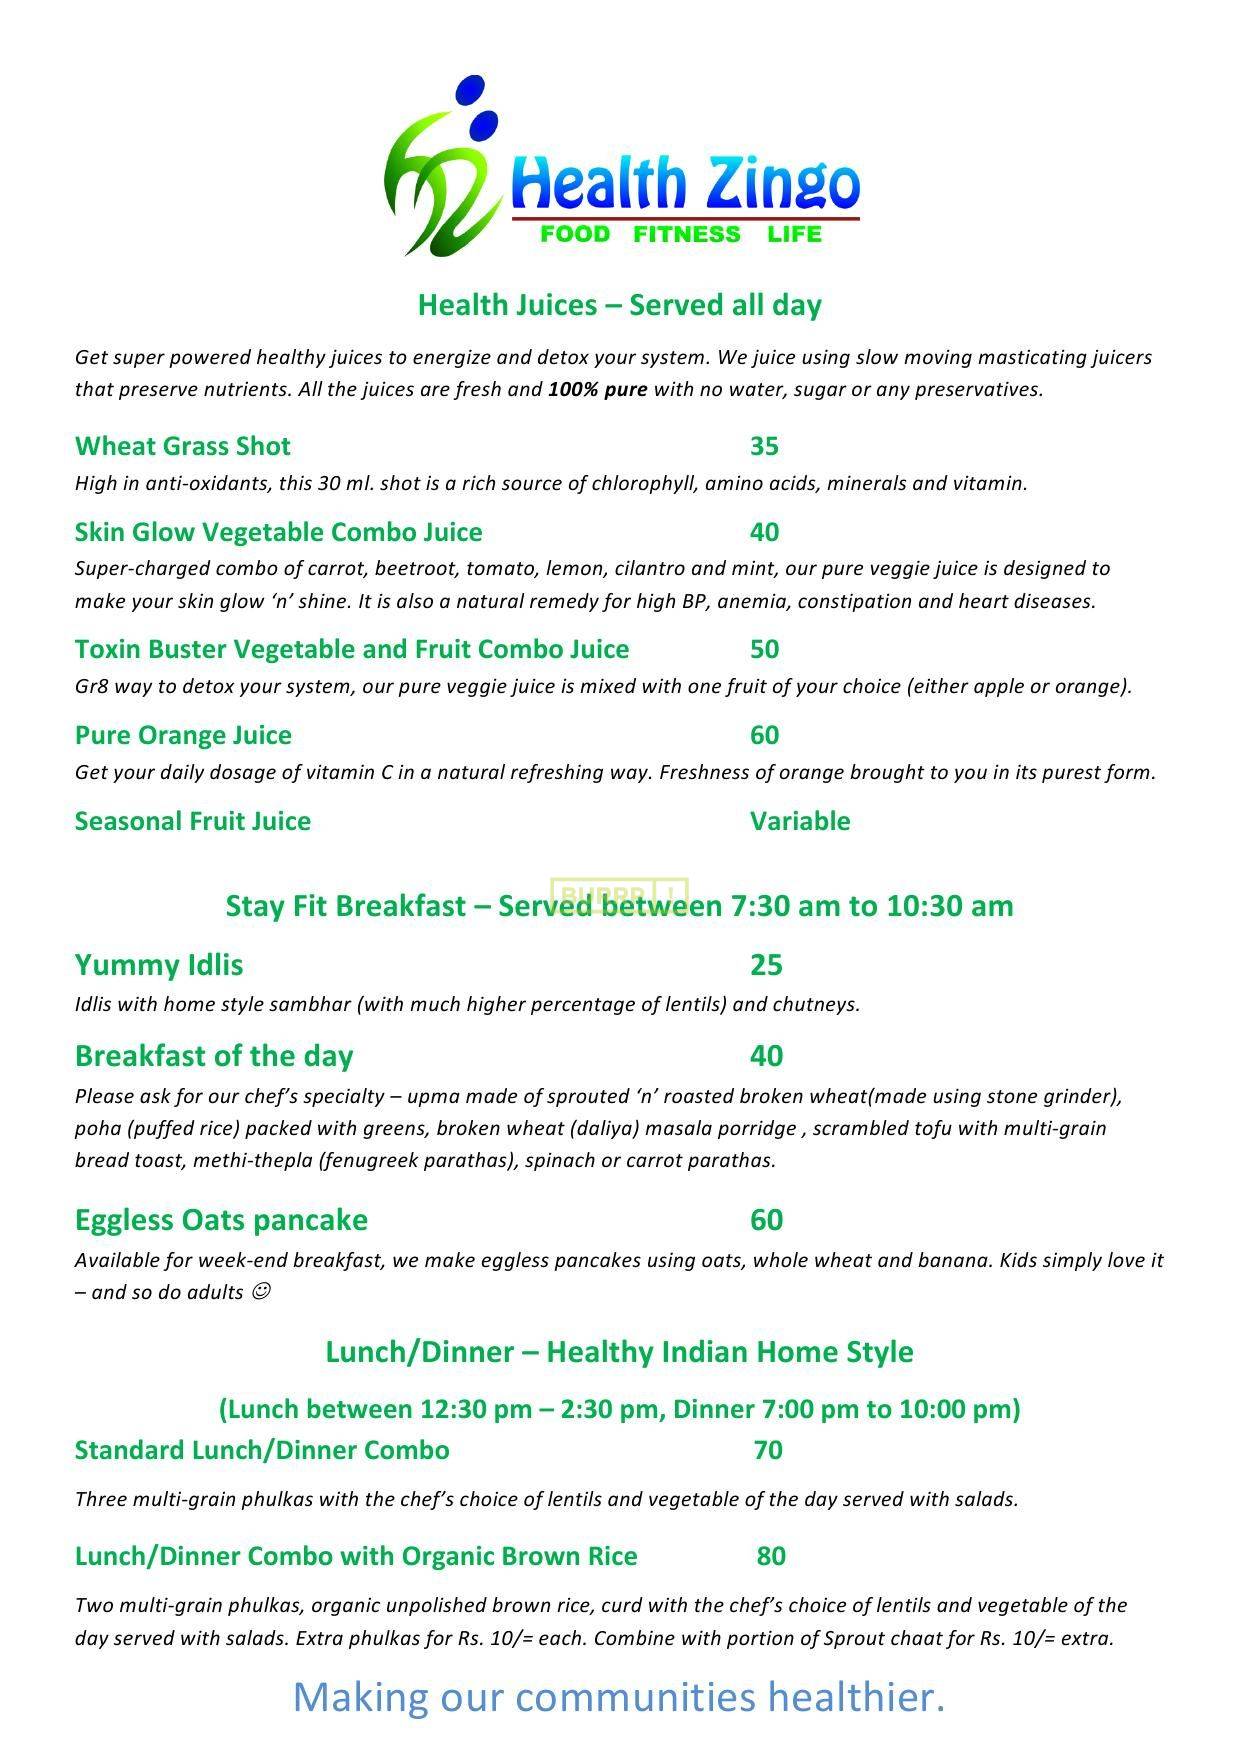 Health Zingo
FOOD FITNESS LIFE
Health Juices – Served all day
Get super powered healthy juices to energize and detox your system. We juice using slow moving masticating juicers
that preserve nutrients. All the juices are fresh and 100% pure with no water, sugar or any preservatives.
Wheat Grass Shot 35
High in anti-oxidants, this 30 ml. shot is a rich source of chlorophyll, amino acids, minerals and vitamin.
Skin Glow Vegetable Combo Juice 40
Super-charged combo of carrot, beetroot, tomato, lemon, cilantro and mint, our pure veggie juice is designed to
make your skin glow ‘n’ shine. It is also a natural remedy for high BP, anemia, constipation and heart diseases.
Toxin Buster Vegetable and Fruit Combo Juice 50
Gr8 way to detox your system, our pure veggie juice is mixed with one fruit of your choice (either apple or orange).
Pure Orange Juice 60
Get your daily dosage of vitamin C in a natural refreshing way. Freshness of orange brought to you in its purest form.
Seasonal Fruit Juice Variable
BURRP!
Stay Fit Breakfast – Served between 7:30 am to 10:30 am
Yummy Idlis 25
Idlis with home style sambhar (with much higher percentage of lentils) and chutneys.
Breakfast of the day 40
Please ask for our chef’s specialty – upma made of sprouted ‘n’ roasted broken wheat(made using stone grinder),
poha (puffed rice) packed with greens, broken wheat (daliya) masala porridge , scrambled tofu with multi-grain
bread toast, methi-thepla (fenugreek parathas), spinach or carrot parathas.
Eggless Oats pancake 60
Available for week-end breakfast, we make eggless pancakes using oats, whole wheat and banana. Kids simply love it
– and so do adults ☺
Lunch/Dinner – Healthy Indian Home Style
(Lunch between 12:30 pm – 2:30 pm, Dinner 7:00 pm to 10:00 pm)
Standard Lunch/Dinner Combo 70
Three multi-grain phulkas with the chef’s choice of lentils and vegetable of the day served with salads.
Lunch/Dinner Combo with Organic Brown Rice 80
Two multi-grain phulkas, organic unpolished brown rice, curd with the chef’s choice of lentils and vegetable of the
day served with salads. Extra phulkas for Rs. 10/= each. Combine with portion of Sprout chaat for Rs. 10/= extra.
Making our communities healthier.